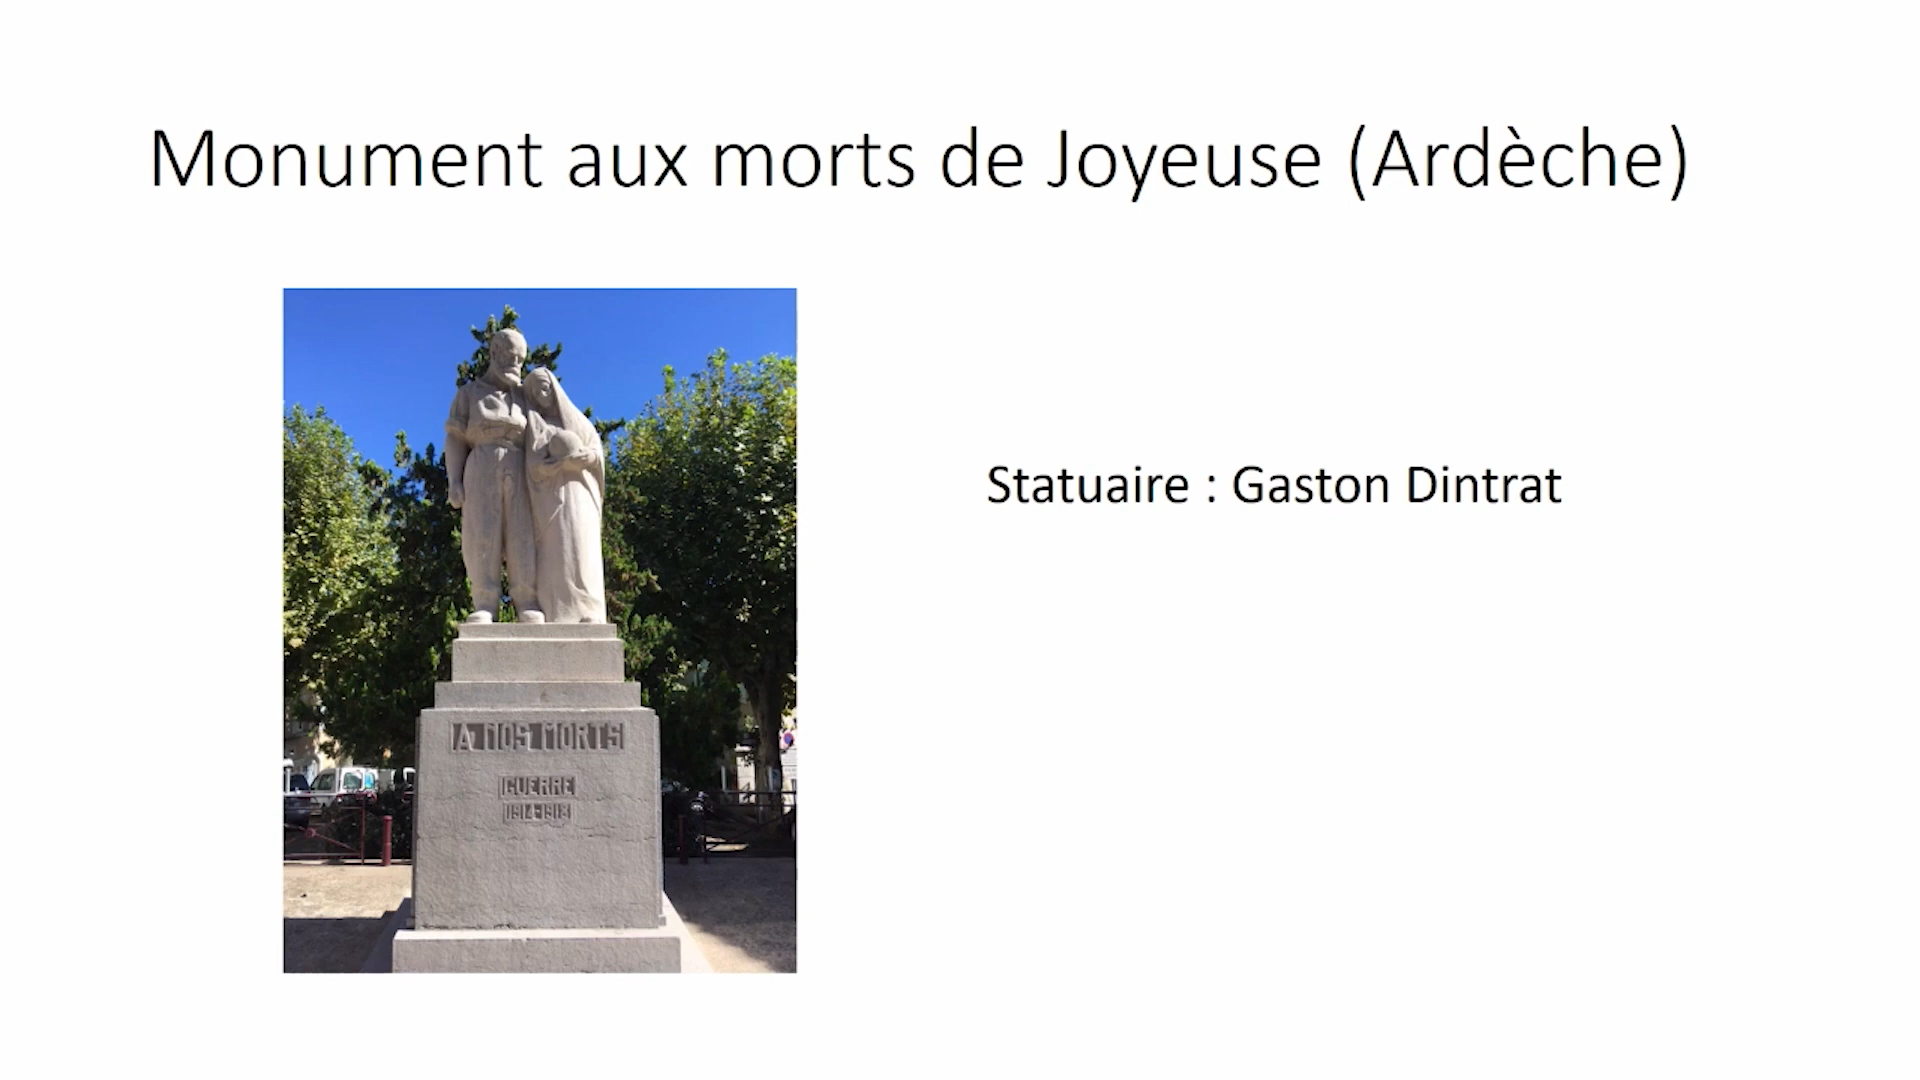 Monument aux morts de Joyeuse (Ardèche)
Statuaire : Gaston Dintrat
A NOS MORTS
GUERRE
1914-1918